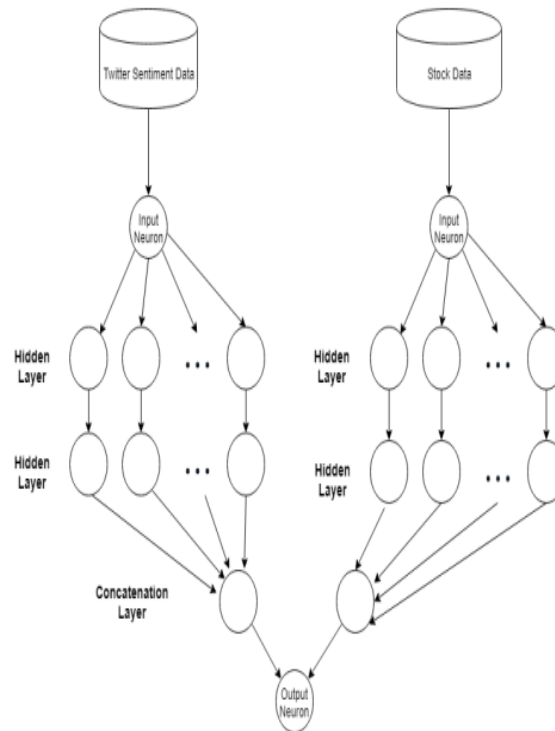 Twitter Sentiment Data
Stock Data
Input
Neuron
Input
Neuron
Hidden
Layer
Hidden
Layer
Hidden
Layer
Hidden
Layer
Concatenation
Layer
Output
Neuron